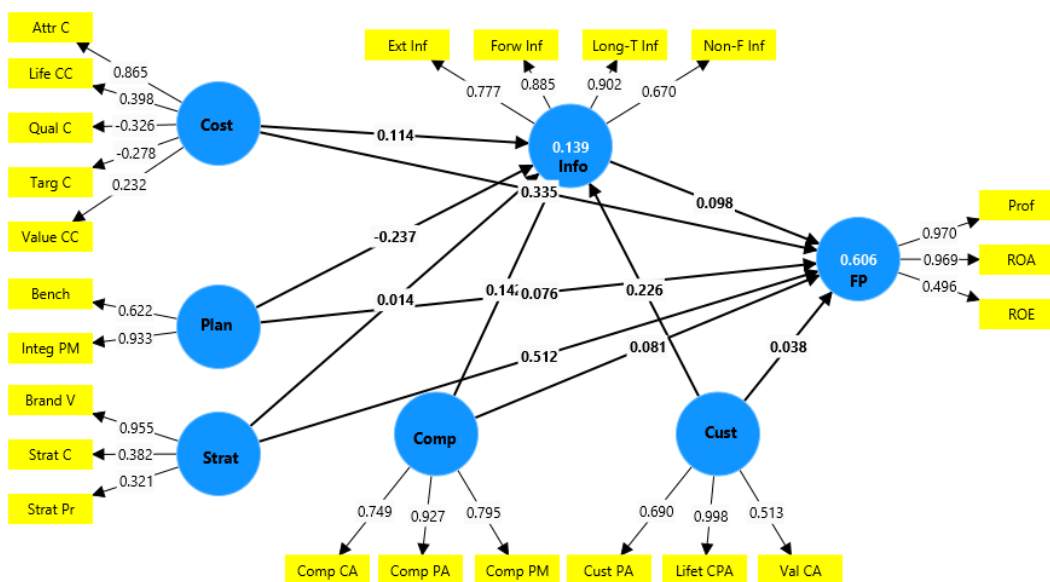 Attr C
Life CC
Qual C
Targ C
Value CC
0.865
0.398
-0.326
-0.278
0.232
Cost
Ext Inf
Forw Inf
Long-T Inf
Non-F Inf
0.777
0.885
0.902
0.670
0.139
Info
0.114
0.335
0.098
-0.237
Bench
Integ PM
0.622
0.933
Plan
0.014
0.076
0.226
0.512
0.081
0.038
0.606
FP
0.970
0.969
0.496
Prof
ROA
ROE
Brand V
Strat C
Strat Pr
0.955
0.382
0.321
Strat
Comp
0.749
0.927
0.795
Comp CA
Comp PA
Comp PM
Cust
0.690
0.998
0.513
Cust PA
Lifet CPA
Val CA